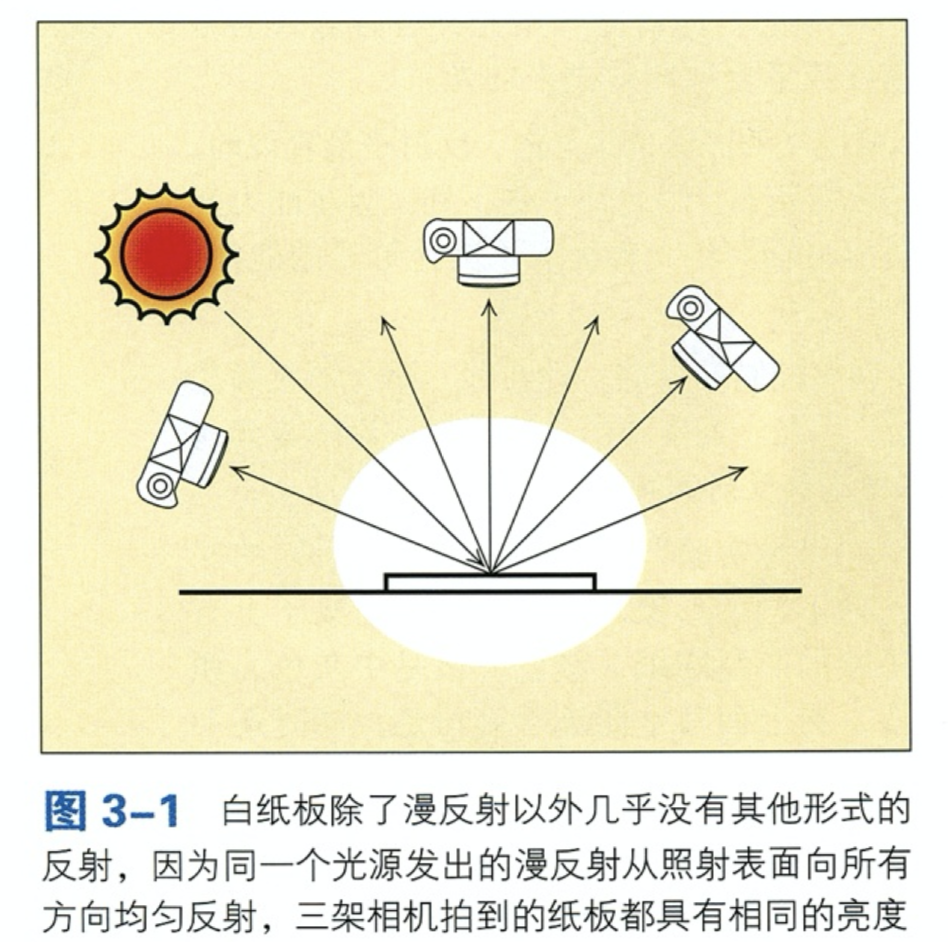 图 3-1 白纸板除了漫反射以外几乎没有其他形式的
反射，因为同一个光源发出的漫反射从照射表面向所有
方向均匀反射，三架相机拍到的纸板都具有相同的亮度